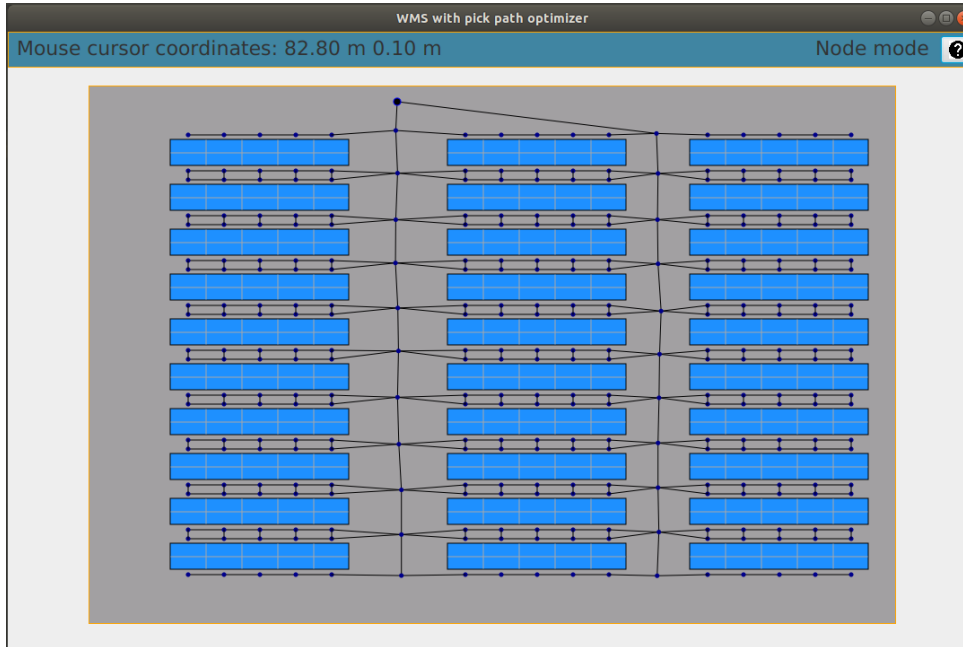 WMS with pick path optimizer
Mouse cursor coordinates: 82.80 m 0.10 m Node mode ?